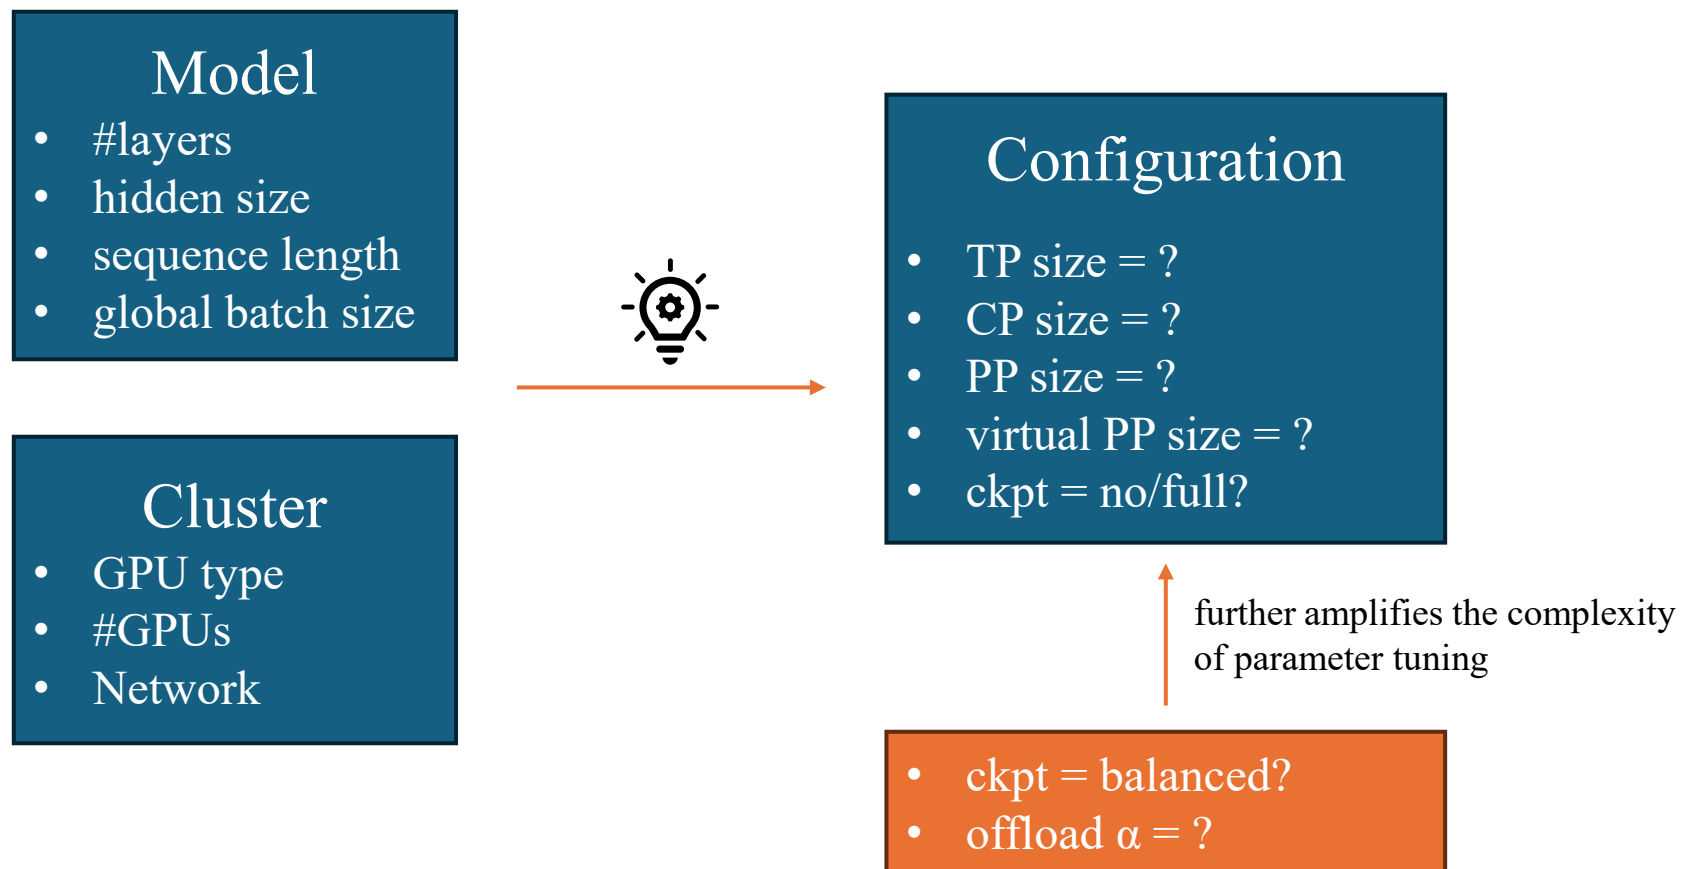 Model
• #layers
• hidden size
• sequence length
• global batch size
Cluster
• GPU type
• #GPUs
• Network
Configuration
• TP size = ?
• CP size = ?
• PP size = ?
• virtual PP size = ?
• ckpt = no/full?
further amplifies the complexity
of parameter tuning
• ckpt = balanced?
• offload α = ?